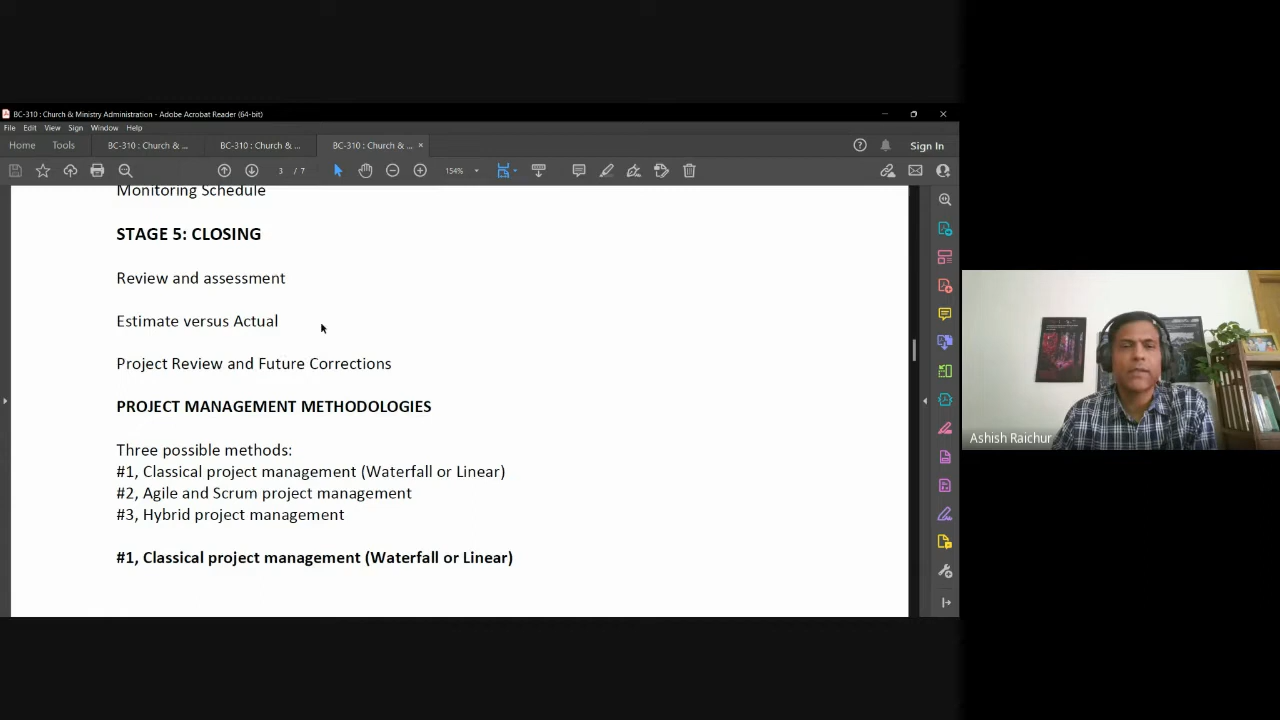 BC-310 : Church & Ministry Administration - Adobe Acrobat Reader (64-bit)
File Edit View Sign Window Help
Home Tools BC-310 : Church & ... BC-310 : Church & ... BC-310 : Church & ... × Sign In
3 / 7 154%
Monitoring Schedule
STAGE 5: CLOSING
Review and assessment
Estimate versus Actual
Project Review and Future Corrections
PROJECT MANAGEMENT METHODOLOGIES
Three possible methods:
#1, Classical project management (Waterfall or Linear)
#2, Agile and Scrum project management
#3, Hybrid project management
#1, Classical project management (Waterfall or Linear)
Ashish Raichur